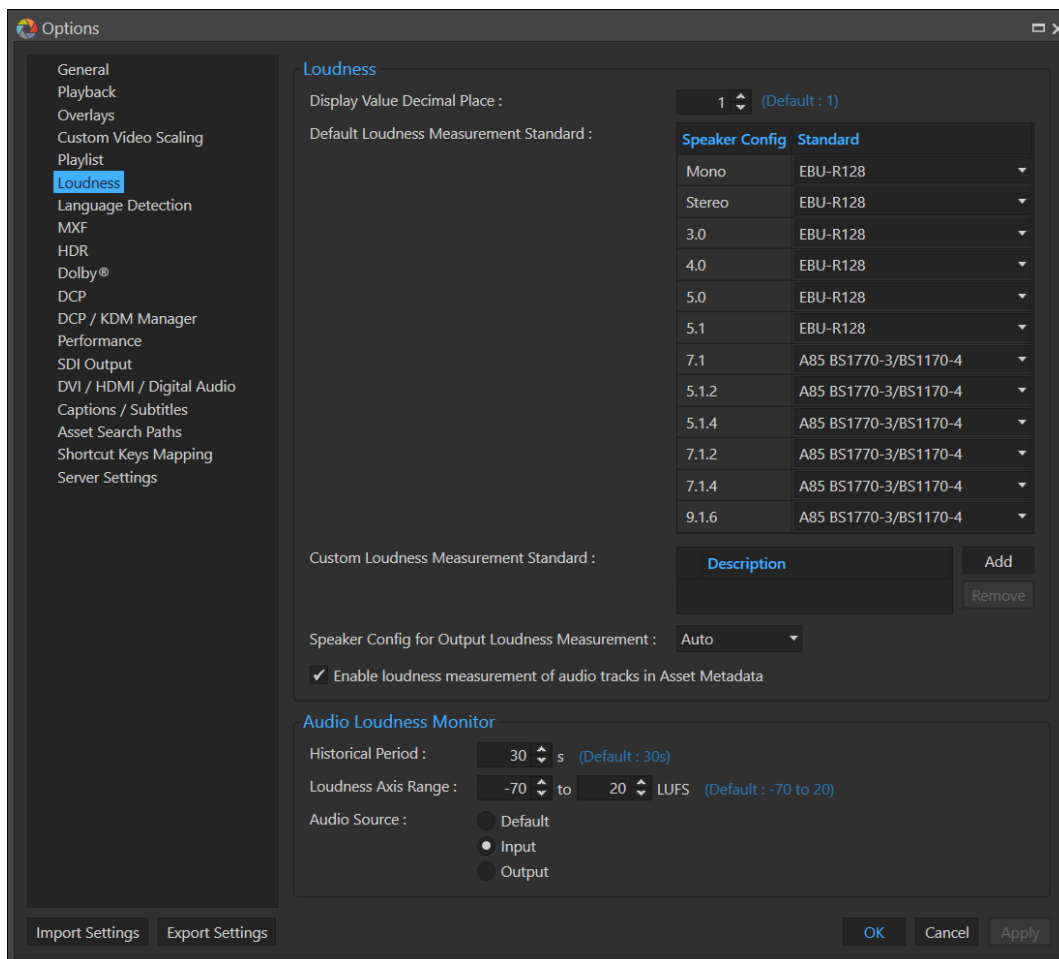 Options
General
Playback
Overlays
Custom Video Scaling
Playlist
Loudness
Language Detection
MXF
HDR
Dolby®
DCP
DCP / KDM Manager
Performance
SDI Output
DVI / HDMI / Digital Audio
Captions / Subtitles
Asset Search Paths
Shortcut Keys Mapping
Server Settings
Loudness
Display Value Decimal Place : 1 (Default : 1)
Default Loudness Measurement Standard :
Speaker Config Standard
Mono EBU-R128
Stereo EBU-R128
3.0 EBU-R128
4.0 EBU-R128
5.0 EBU-R128
5.1 EBU-R128
7.1 A85 BS1770-3/BS1170-4
5.1.2 A85 BS1770-3/BS1170-4
5.1.4 A85 BS1770-3/BS1170-4
7.1.2 A85 BS1770-3/BS1170-4
7.1.4 A85 BS1770-3/BS1170-4
9.1.6 A85 BS1770-3/BS1170-4
Custom Loudness Measurement Standard : Description Add
Remove
Speaker Config for Output Loudness Measurement : Auto
Enable loudness measurement of audio tracks in Asset Metadata
Audio Loudness Monitor
Historical Period : 30 s (Default : 30s)
Loudness Axis Range : -70 to 20 LUFS (Default : -70 to 20)
Audio Source : Default
Input
Output
Import Settings Export Settings OK Cancel Apply